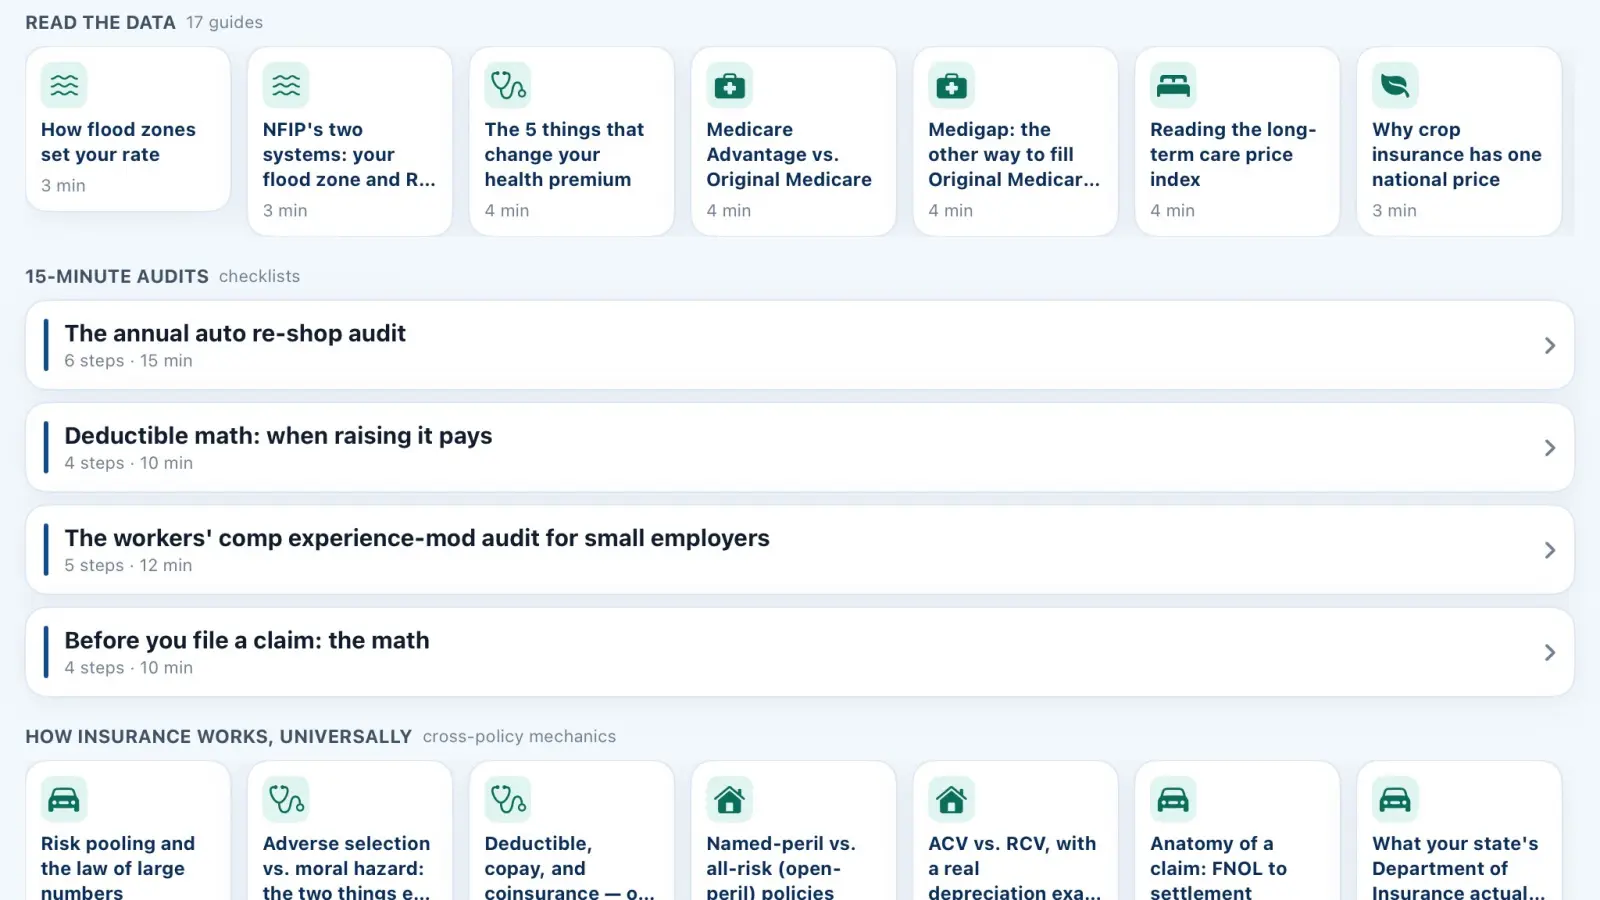 READ THE DATA 17 guides
How flood zones
set your rate
3 min
NFIP's two
systems: your
flood zone and R...
3 min
The 5 things that
change your
health premium
4 min
Medicare
Advantage vs.
Original Medicare
4 min
Medigap: the
other way to fill
Original Medicar...
4 min
Reading the long-
term care price
index
4 min
Why crop
insurance has one
national price
3 min
15-MINUTE AUDITS checklists
The annual auto re-shop audit
6 steps · 15 min
Deductible math: when raising it pays
4 steps · 10 min
The workers' comp experience-mod audit for small employers
5 steps · 12 min
Before you file a claim: the math
4 steps · 10 min
HOW INSURANCE WORKS, UNIVERSALLY cross-policy mechanics
Risk pooling and
the law of large
numbers
Adverse selection
vs. moral hazard:
the two things e...
Deductible,
copay, and
coinsurance — o...
Named-peril vs.
all-risk (open-
peril) policies
ACV vs. RCV, with
a real
depreciation exa...
Anatomy of a
claim: FNOL to
settlement
What your state's
Department of
Insurance actual...